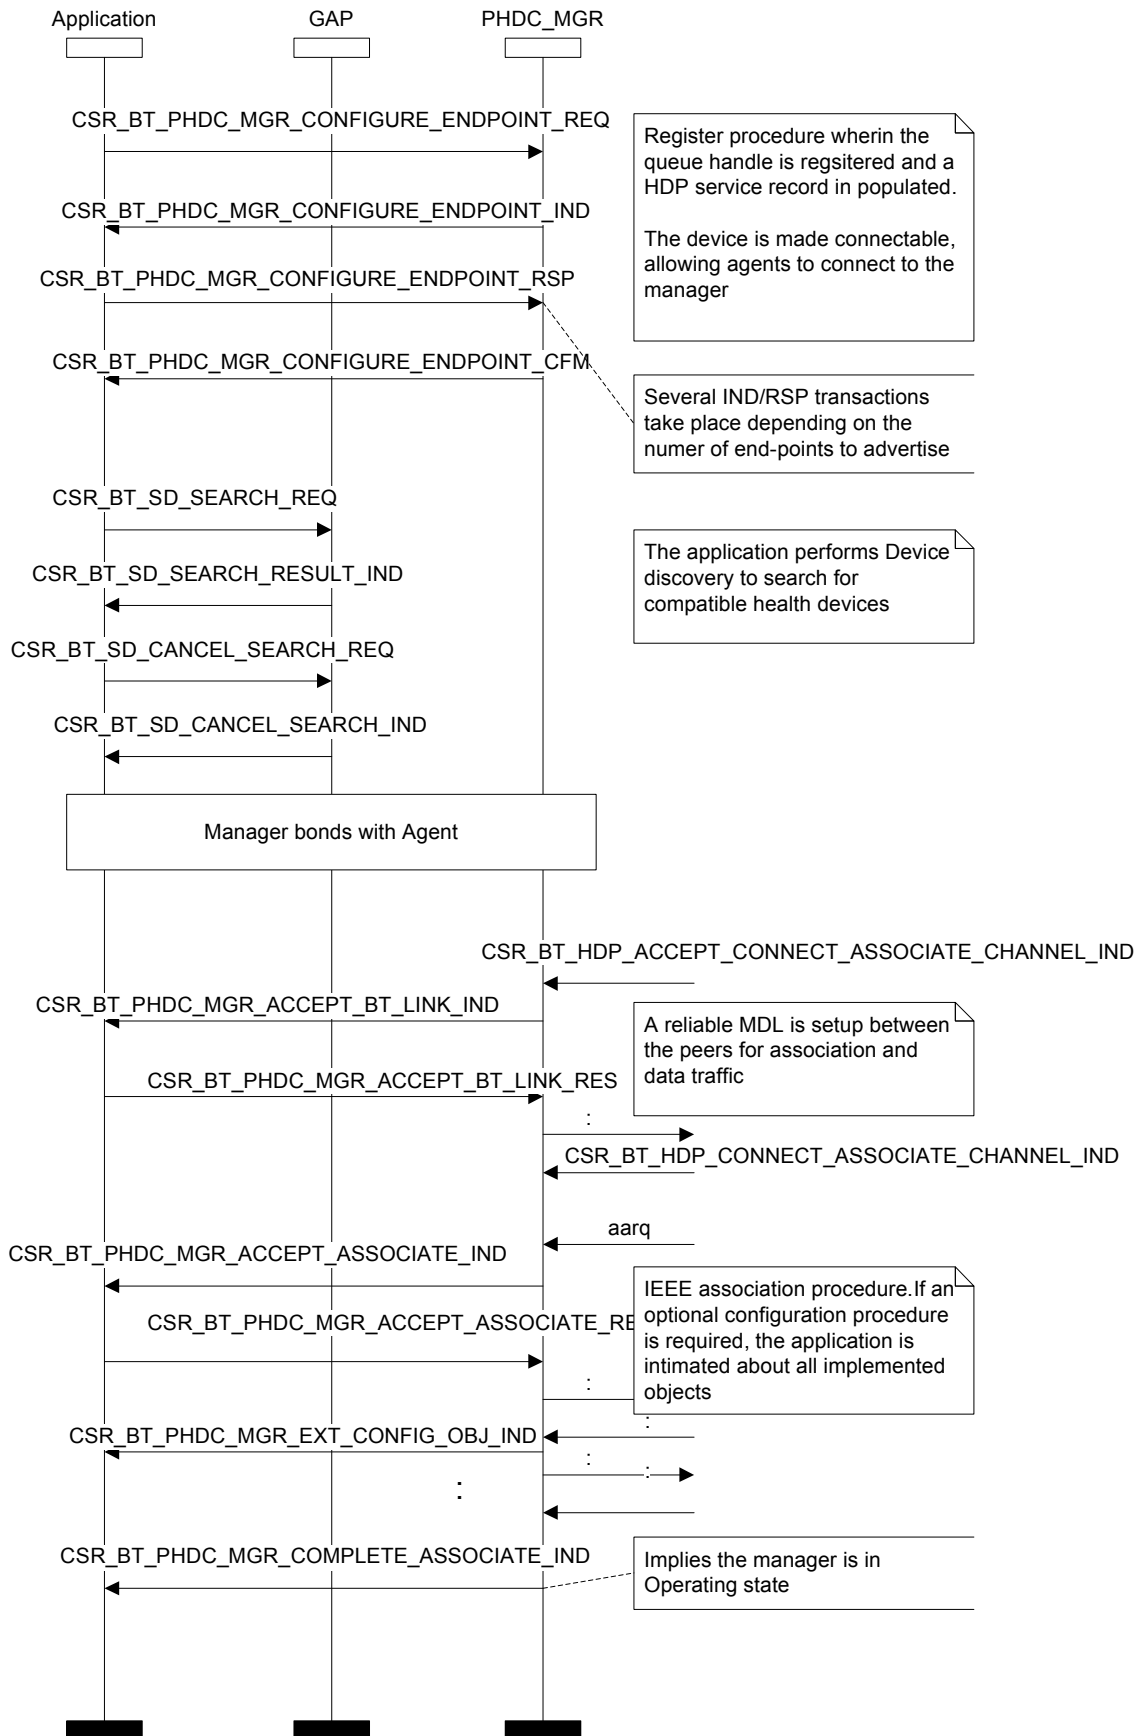 Application
GAP
PHDC_MGR
CSR_BT_PHDC_MGR_CONFIGURE_ENDPOINT_REQ
Register procedure wherin the
queue handle is regsitered and a
HDP service record in populated.
The device is made connectable,
allowing agents to connect to the
manager
CSR_BT_PHDC_MGR_CONFIGURE_ENDPOINT_IND
CSR_BT_PHDC_MGR_CONFIGURE_ENDPOINT_RSP
CSR_BT_PHDC_MGR_CONFIGURE_ENDPOINT_CFM
Several IND/RSP transactions
take place depending on the
numer of end-points to advertise
CSR_BT_SD_SEARCH_REQ
The application performs Device
discovery to search for
compatible health devices
CSR_BT_SD_SEARCH_RESULT_IND
CSR_BT_SD_CANCEL_SEARCH_REQ
CSR_BT_SD_CANCEL_SEARCH_IND
Manager bonds with Agent
CSR_BT_HDP_ACCEPT_CONNECT_ASSOCIATE_CHANNEL_IND
CSR_BT_PHDC_MGR_ACCEPT_BT_LINK_IND
A reliable MDL is setup between
the peers for association and
data traffic
CSR_BT_PHDC_MGR_ACCEPT_BT_LINK_RES
:
CSR_BT_HDP_CONNECT_ASSOCIATE_CHANNEL_IND
aarq
CSR_BT_PHDC_MGR_ACCEPT_ASSOCIATE_IND
IEEE association procedure.If an
optional configuration procedure
is required, the application is
intimated about all implemented
objects
CSR_BT_PHDC_MGR_ACCEPT_ASSOCIATE_RE
:
:
CSR_BT_PHDC_MGR_EXT_CONFIG_OBJ_IND
:
:
:
CSR_BT_PHDC_MGR_COMPLETE_ASSOCIATE_IND
Implies the manager is in
Operating state